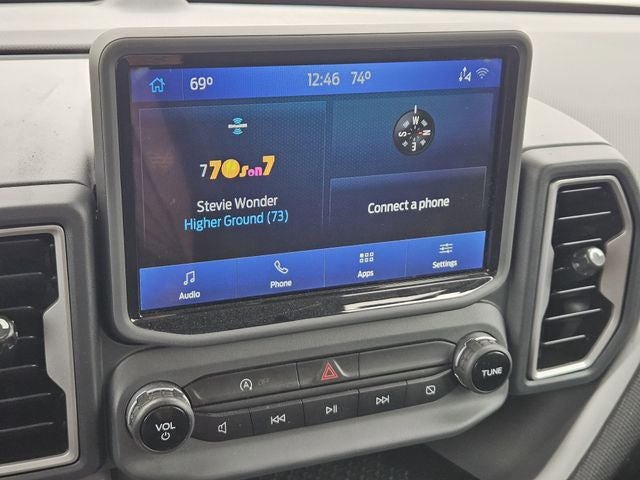 69° 12:46 74°
W
S N
E
7 70s on 7
Stevie Wonder
Higher Ground (73)
Connect a phone
Audio Phone Apps Settings
A OFF
VOL
TUNE